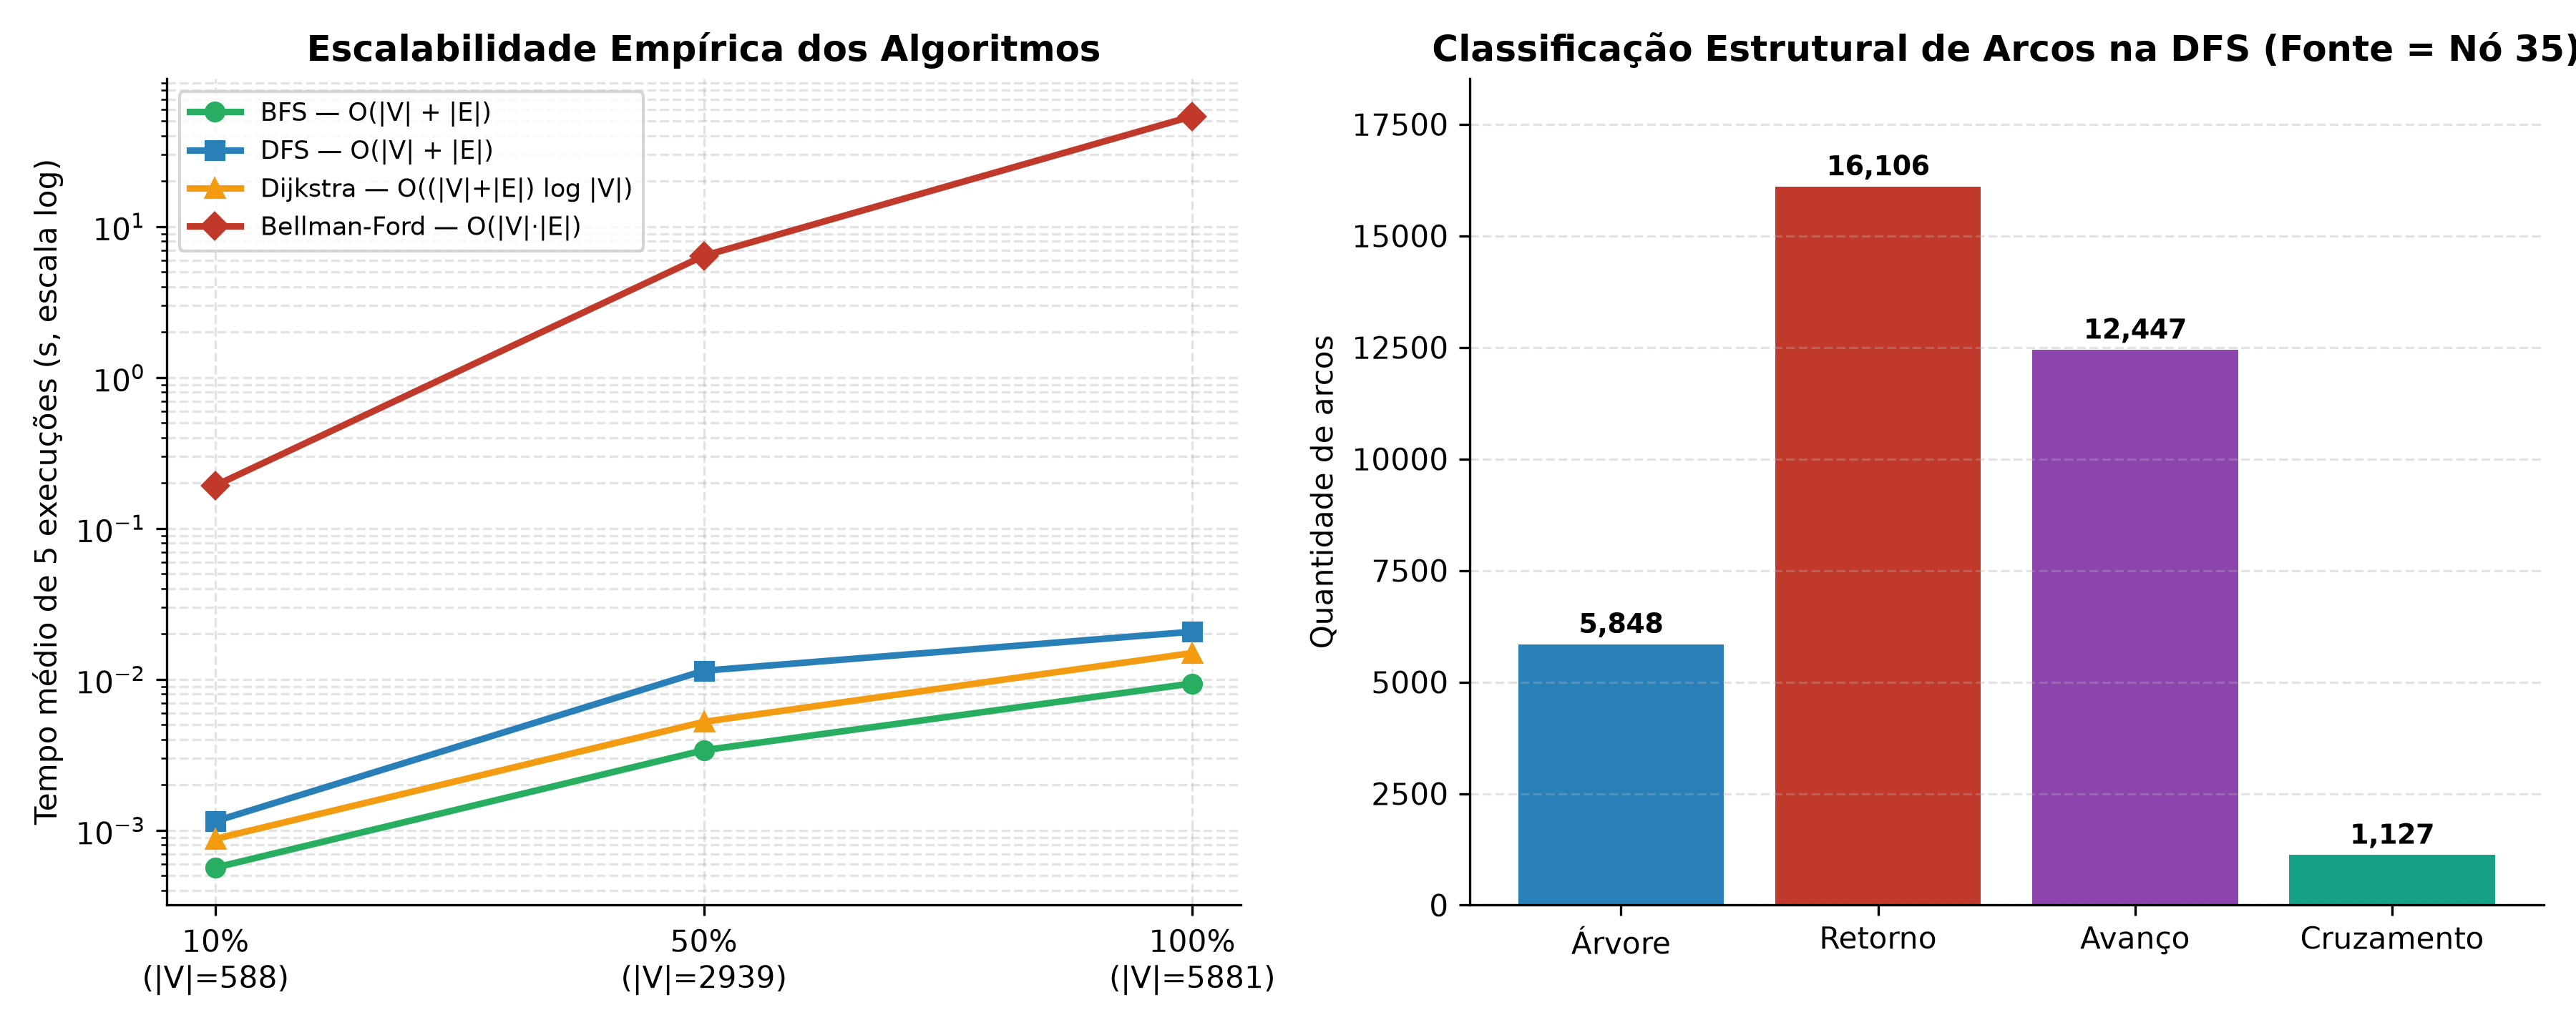 Escalabilidade Empírica dos Algoritmos
BFS — O(|V| + |E|)
DFS — O(|V| + |E|)
Dijkstra — O((|V|+|E|) log |V|)
Bellman-Ford — O(|V|·|E|)
Tempo médio de 5 execuções (s, escala log)
10¹
10⁰
10⁻¹
10⁻²
10⁻³
10%
(|V|=588)
50%
(|V|=2939)
100%
(|V|=5881)
Classificação Estrutural de Arcos na DFS (Fonte = Nó 35)
Quantidade de arcos
17500
15000
12500
10000
7500
5000
2500
0
5,848
16,106
12,447
1,127
Árvore
Retorno
Avanço
Cruzamento